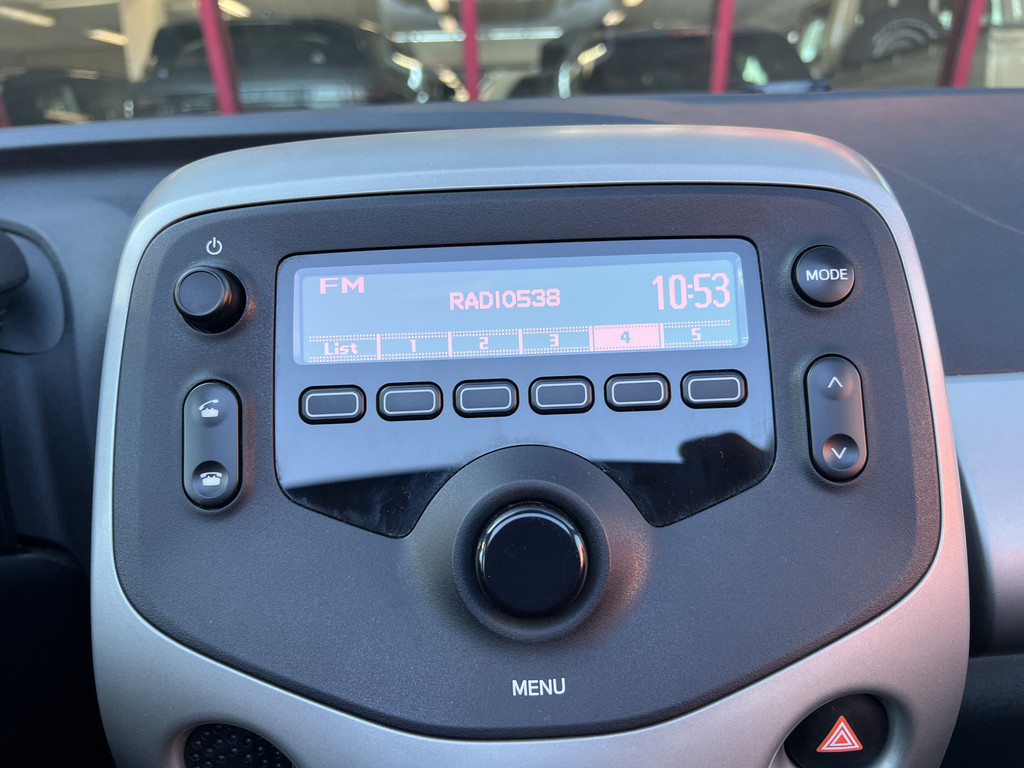 FM
RADIO538
10:53
List 1 2 3 4 5
MODE
MENU